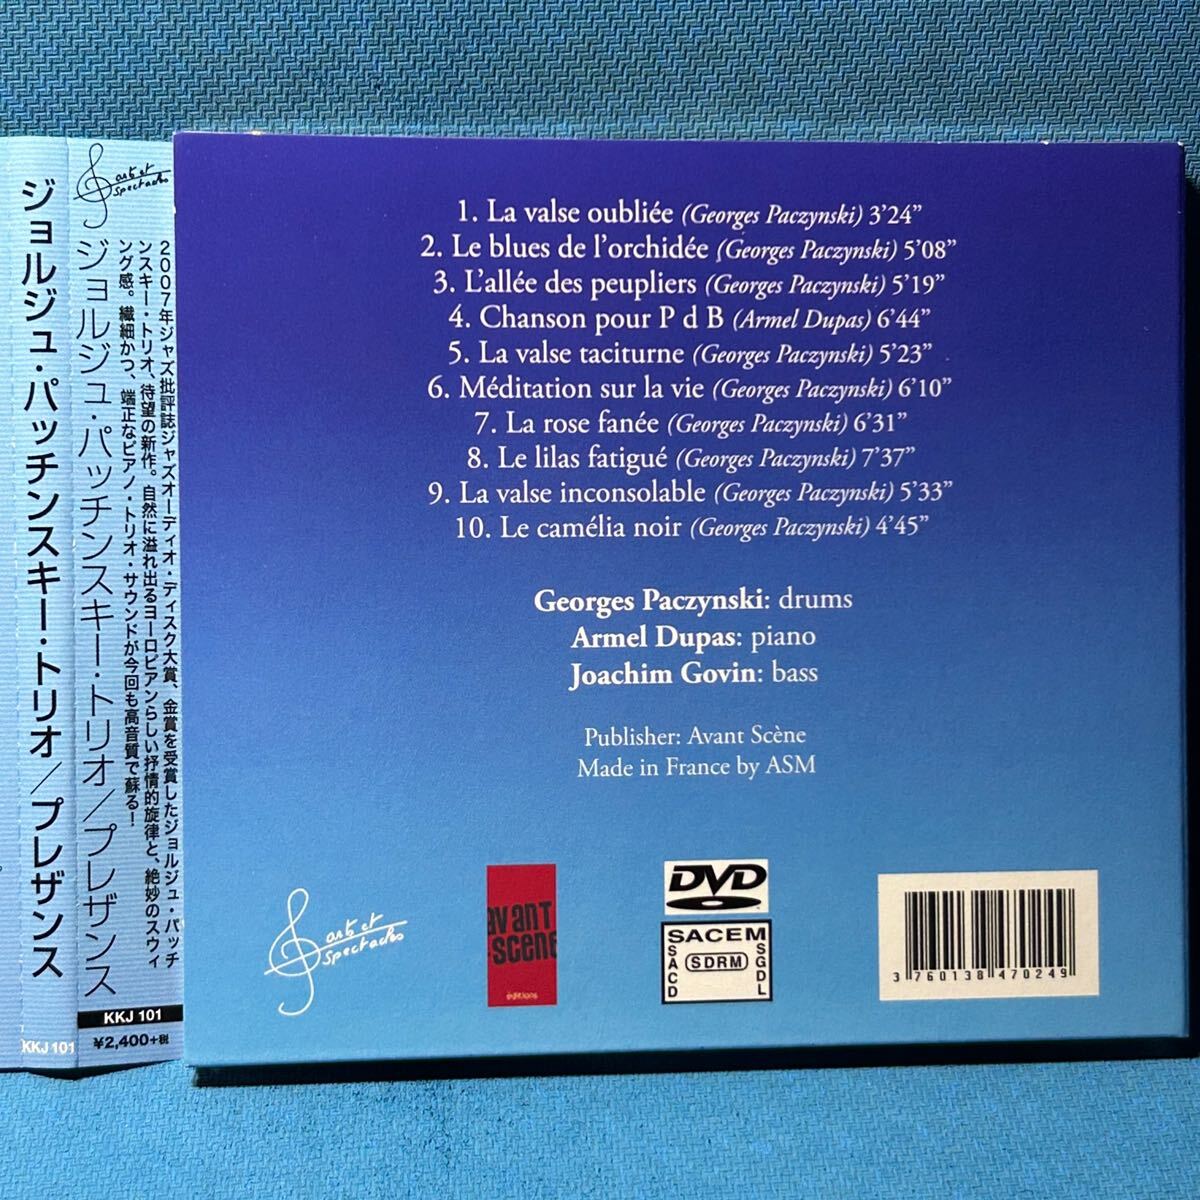 ジョルジュ・パッチンスキー・トリオ／プレザンス
KKJ 101
arts et
spectacles
ジョルジュ・パッチンスキー・トリオ／プレザンス
2007年ジャズ批評誌ジャズオーディオ・ディスク大賞、金賞を受賞したジョルジュ・パッチ
ンスキー・トリオ、待望の新作。自然に溢れ出るヨーロピアンらしい抒情的旋律と、絶妙のスウィ
ング感。繊細かつ、端正なピアノ・トリオ・サウンドが今回も高音質で蘇る！
KKJ 101
¥2,400+税
1. La valse oubliée (Georges Paczynski) 3’24”
2. Le blues de l’orchidée (Georges Paczynski) 5’08”
3. L’allée des peupliers (Georges Paczynski) 5’19”
4. Chanson pour P d B (Armel Dupas) 6’44”
5. La valse taciturne (Georges Paczynski) 5’23”
6. Méditation sur la vie (Georges Paczynski) 6’10”
7. La rose fanée (Georges Paczynski) 6’31”
8. Le lilas fatigué (Georges Paczynski) 7’37”
9. La valse inconsolable (Georges Paczynski) 5’33”
10. Le camélia noir (Georges Paczynski) 4’45”
Georges Paczynski: drums
Armel Dupas: piano
Joachim Govin: bass
Publisher: Avant Scène
Made in France by ASM
arts et
spectacles
avant
scène
éditions
DVD
SACEM
SACD
SDRM
SGDL
3 760138 470249